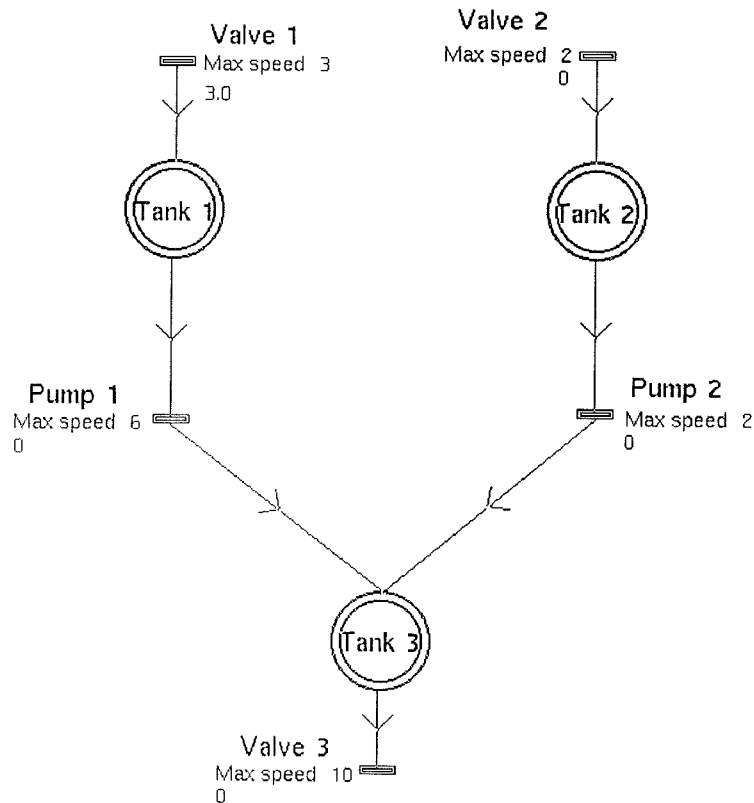 Valve 1
Max speed 3
3.0
Valve 2
Max speed 2
0
Tank 1
Tank 2
Pump 1
Max speed 6
0
Pump 2
Max speed 2
0
Tank 3
Valve 3
Max speed 10
0